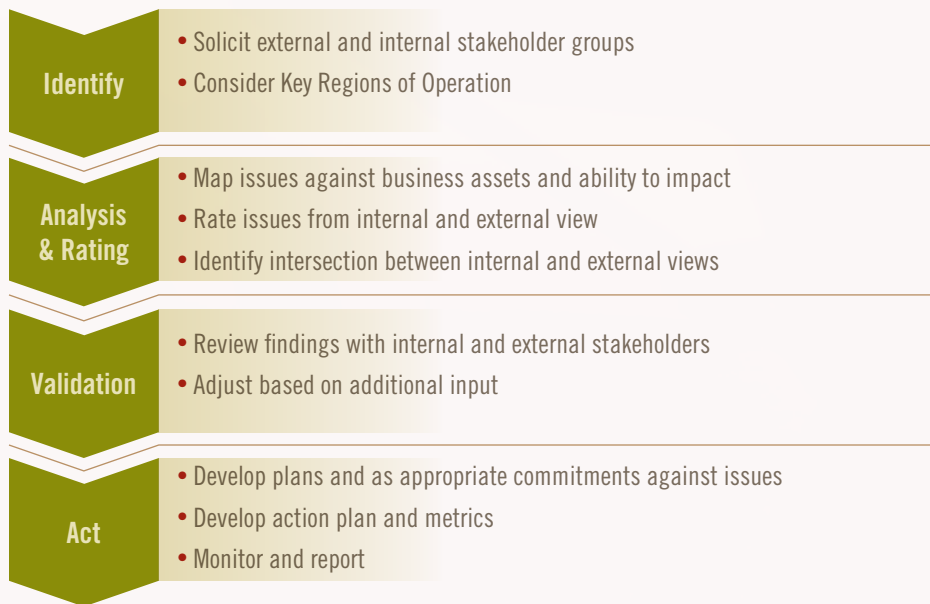 Identify
• Solicit external and internal stakeholder groups
• Consider Key Regions of Operation
Analysis
& Rating
• Map issues against business assets and ability to impact
• Rate issues from internal and external view
• Identify intersection between internal and external views
Validation
• Review findings with internal and external stakeholders
• Adjust based on additional input
Act
• Develop plans and as appropriate commitments against issues
• Develop action plan and metrics
• Monitor and report